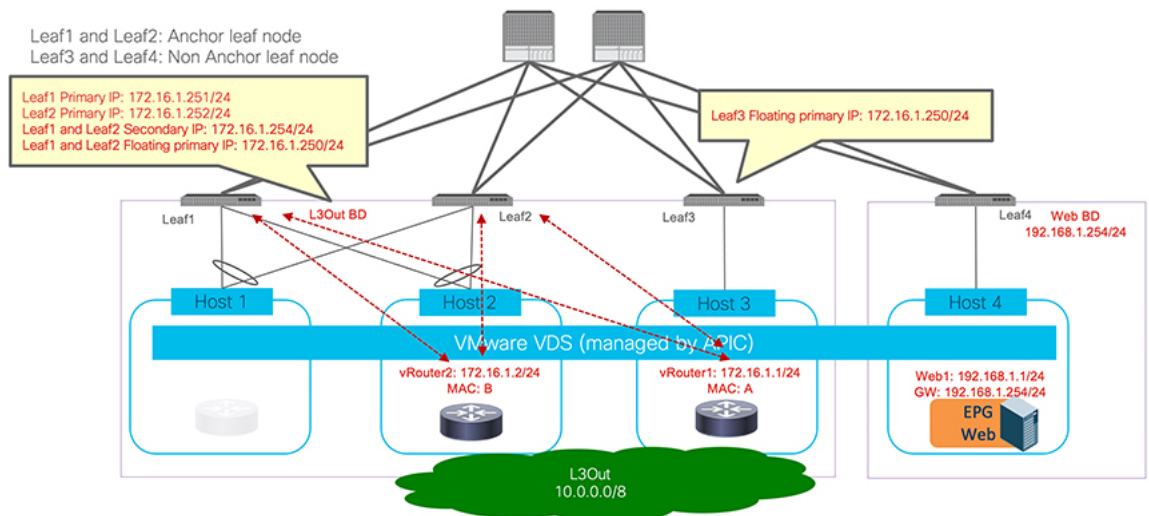 Leaf1 and Leaf2: Anchor leaf node
Leaf3 and Leaf4: Non Anchor leaf node
Leaf1 Primary IP: 172.16.1.251/24
Leaf2 Primary IP: 172.16.1.252/24
Leaf1 and Leaf2 Secondary IP: 172.16.1.254/24
Leaf1 and Leaf2 Floating primary IP: 172.16.1.250/24
Leaf3 Floating primary IP: 172.16.1.250/24
Leaf1
L3Out BD
Leaf2
Leaf3
Leaf4
Web BD
192.168.1.254/24
Host 1
Host 2
Host 3
Host 4
VMware VDS (managed by APIC)
vRouter2: 172.16.1.2/24
MAC: B
vRouter1: 172.16.1.1/24
MAC: A
Web1: 192.168.1.1/24
GW: 192.168.1.254/24
EPG
Web
L3Out
10.0.0.0/8